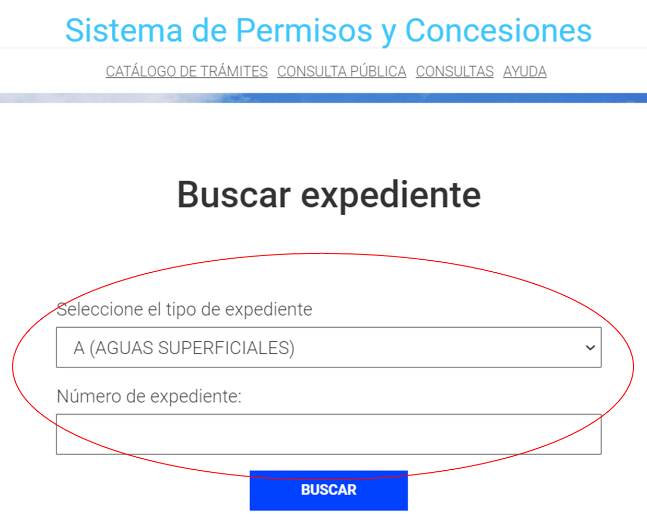 Sistema de Permisos y Concesiones
CATÁLOGO DE TRÁMITES CONSULTA PÚBLICA CONSULTAS AYUDA
Buscar expediente
Seleccione el tipo de expediente
A (AGUAS SUPERFICIALES)
Número de expediente:
BUSCAR